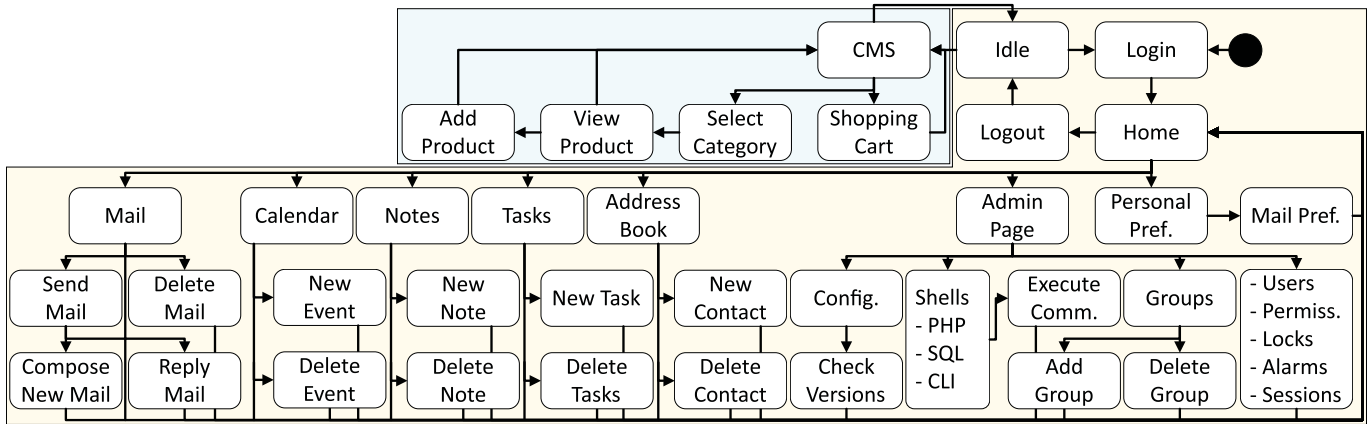 CMS
Idle
Login
Add
Product
View
Product
Select
Category
Shopping
Cart
Logout
Home
Mail
Calendar
Notes
Tasks
Address
Book
Admin
Page
Personal
Pref.
Mail Pref.
Send
Mail
Delete
Mail
New
Event
New
Note
New Task
New
Contact
Config.
Shells
- PHP
- SQL
- CLI
Execute
Comm.
Groups
- Users
- Permiss.
- Locks
- Alarms
- Sessions
Compose
New Mail
Reply
Mail
Delete
Event
Delete
Note
Delete
Tasks
Delete
Contact
Check
Versions
Add
Group
Delete
Group